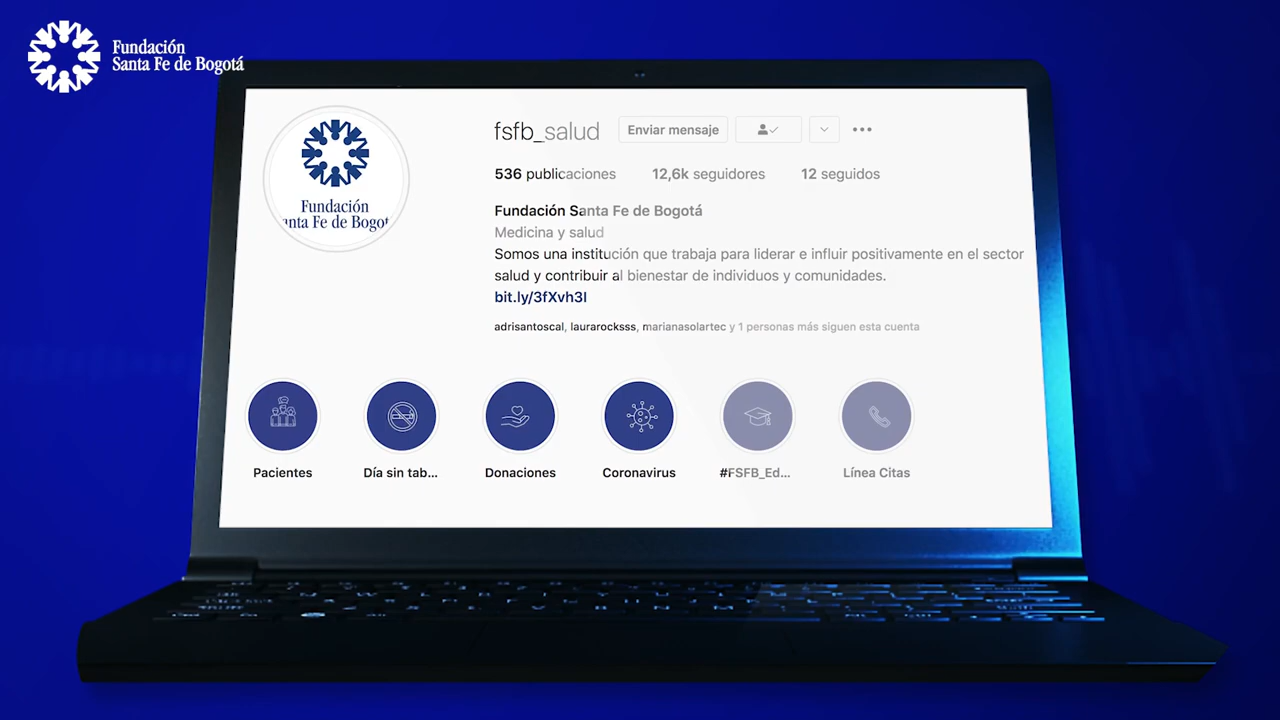 Fundación
Santa Fe de Bogotá
fsfb_salud
Enviar mensaje
536 publicaciones
12,6k seguidores
12 seguidos
Fundación
anta Fe de Bogot
Fundación Santa Fe de Bogotá
Medicina y salud
Somos una institución que trabaja para liderar e influir positivamente en el sector
salud y contribuir al bienestar de individuos y comunidades.
bit.ly/3fXvh3I
adrisantoscal, laurarocksss, marianasolartec y 1 personas más siguen esta cuenta
Pacientes
Día sin tab...
Donaciones
Coronavirus
#FSFB_Ed...
Línea Citas